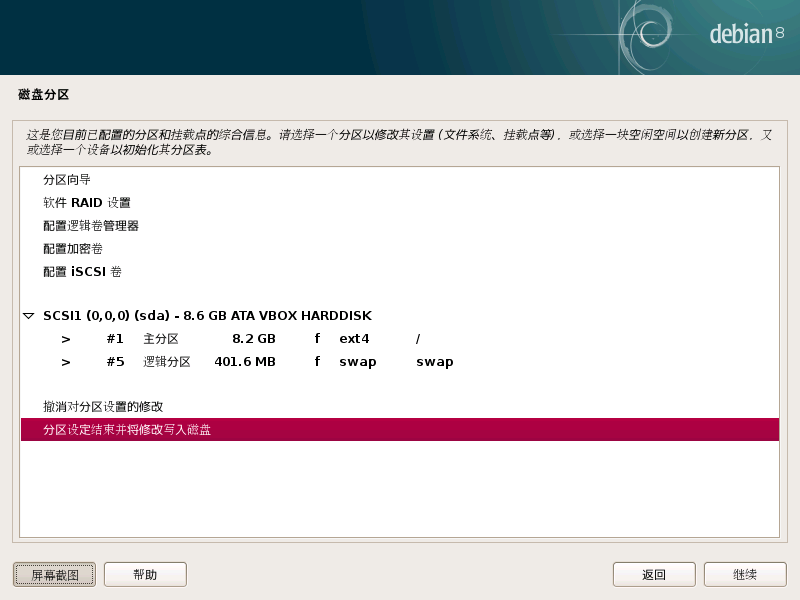 debian 8
磁盘分区
这是您目前已配置的分区和挂载点的综合信息。请选择一个分区以修改其设置 (文件系统、挂载点等)，或选择一块空闲空间以创建新分区，又
或选择一个设备以初始化其分区表。
分区向导
软件 RAID 设置
配置逻辑卷管理器
配置加密卷
配置 iSCSI 卷
SCSI1 (0,0,0) (sda) - 8.6 GB ATA VBOX HARDDISK
> #1 主分区 8.2 GB f ext4 /
> #5 逻辑分区 401.6 MB f swap swap
撤消对分区设置的修改
分区设定结束并将修改写入磁盘
屏幕截图 帮助 返回 继续